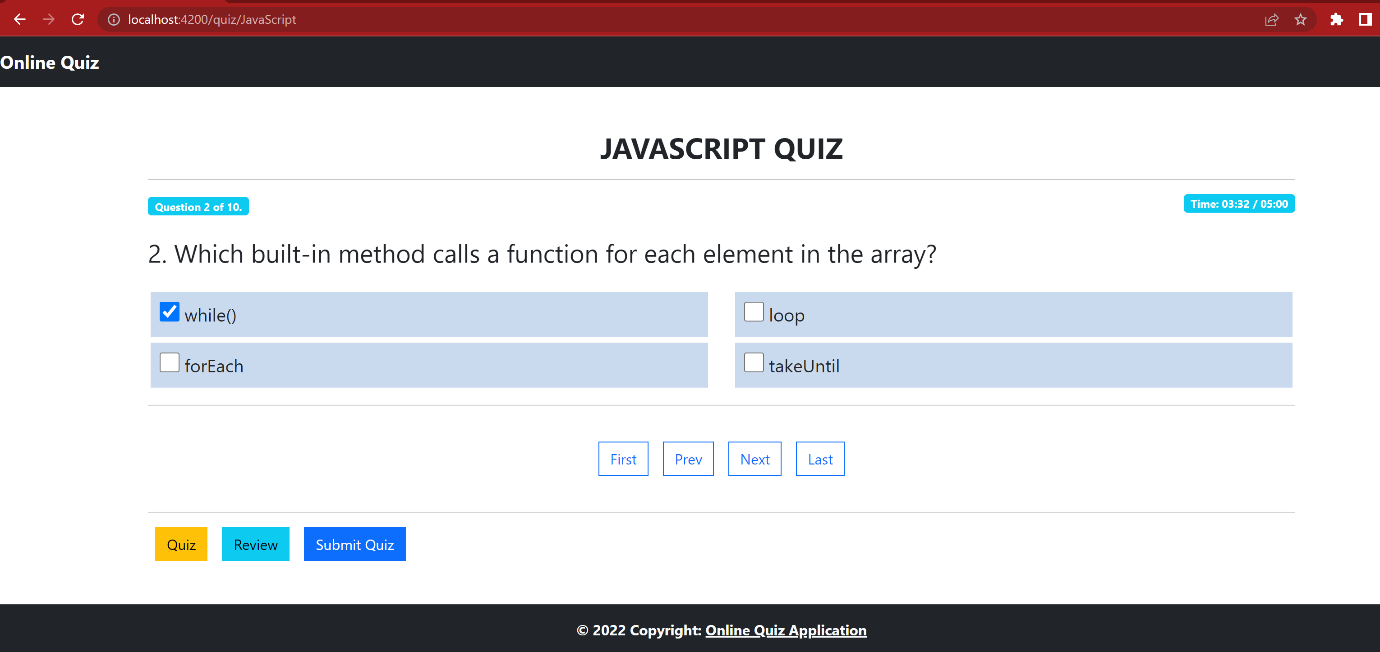 localhost:4200/quiz/JavaScript
Online Quiz
JAVASCRIPT QUIZ
Question 2 of 10.
Time: 03:32 / 05:00
2. Which built-in method calls a function for each element in the array?
while()
loop
forEach
takeUntil
First Prev Next Last
Quiz Review Submit Quiz
© 2022 Copyright: Online Quiz Application